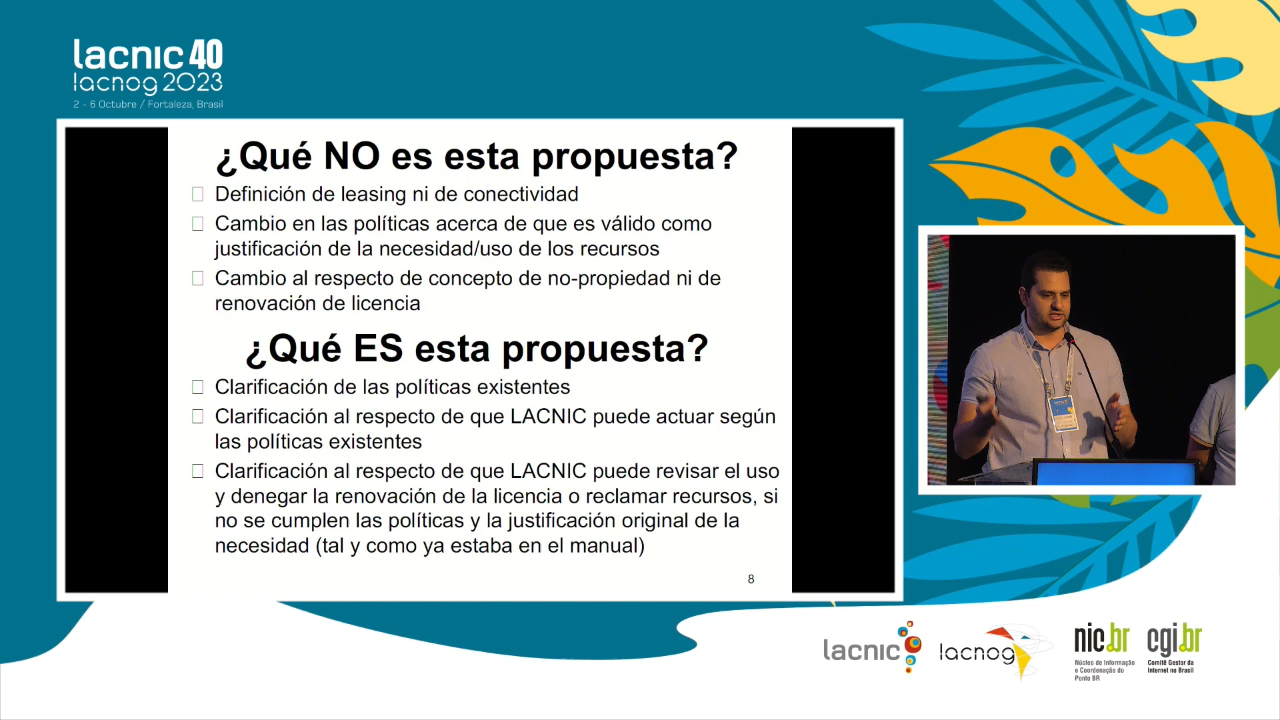 lacnic 40
lacnog 2023
2 - 6 Octubre / Fortaleza, Brasil
¿Qué NO es esta propuesta?
Definición de leasing ni de conectividad
Cambio en las políticas acerca de que es válido como
justificación de la necesidad/uso de los recursos
Cambio al respecto de concepto de no-propiedad ni de
renovación de licencia
¿Qué ES esta propuesta?
Clarificación de las políticas existentes
Clarificación al respecto de que LACNIC puede actuar según
las políticas existentes
Clarificación al respecto de que LACNIC puede revisar el uso
y denegar la renovación de la licencia o reclamar recursos, si
no se cumplen las políticas y la justificación original de la
necesidad (tal y como ya estaba en el manual)
8
lacnic
lacnog
nic.br
Núcleo de Informação
e Coordenação do
Ponto BR
cgi.br
Comitê Gestor da
Internet no Brasil